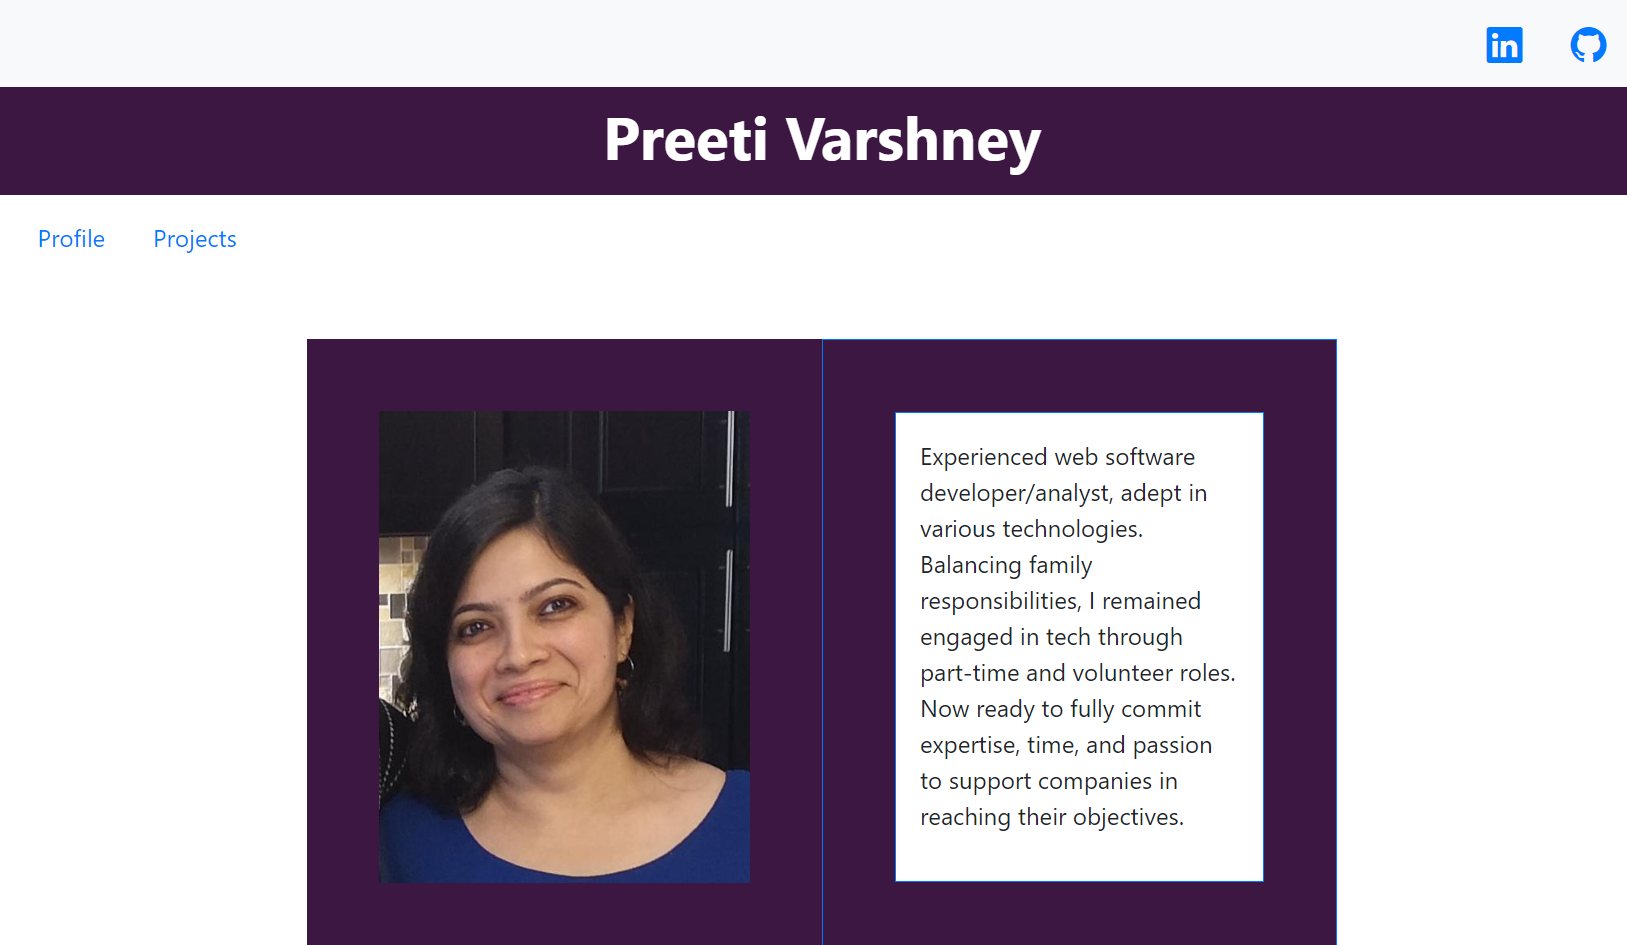 in
Preeti Varshney
Profile Projects
Experienced web software
developer/analyst, adept in
various technologies.
Balancing family
responsibilities, I remained
engaged in tech through
part-time and volunteer roles.
Now ready to fully commit
expertise, time, and passion
to support companies in
reaching their objectives.